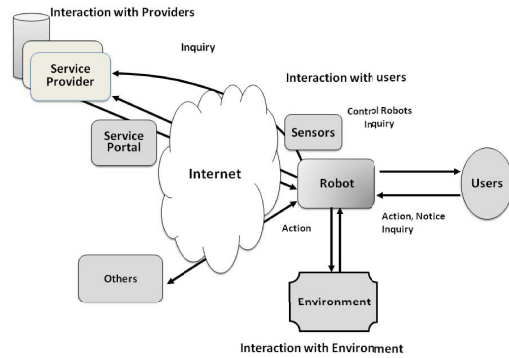 Interaction with Providers
Inquiry
Service
Provider
Interaction with users
Control Robots
Inquiry
Sensors
Service
Portal
Internet
Robot
Users
Action
Action, Notice
Inquiry
Others
Environment
Interaction with Environment